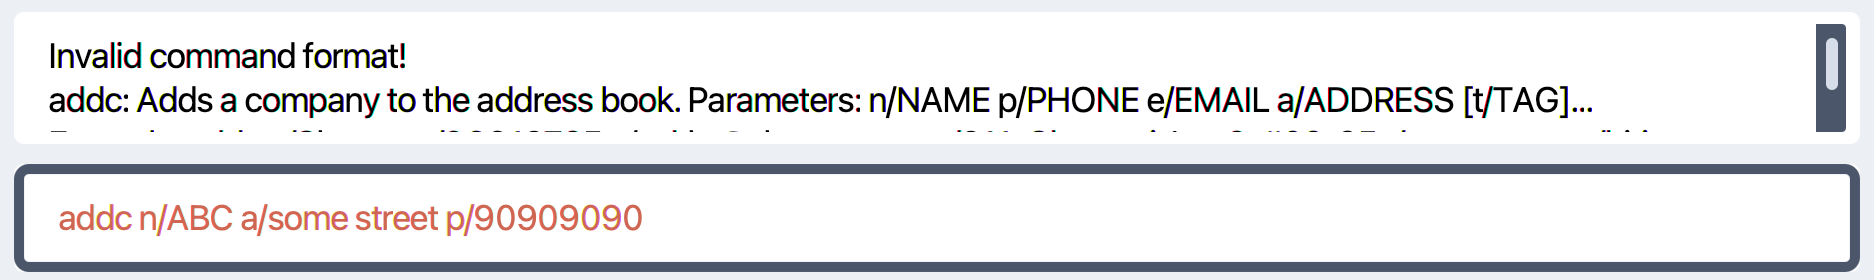 Invalid command format!
addc: Adds a company to the address book. Parameters: n/NAME p/PHONE e/EMAIL a/ADDRESS [t/TAG]...
addc n/ABC a/some street p/90909090